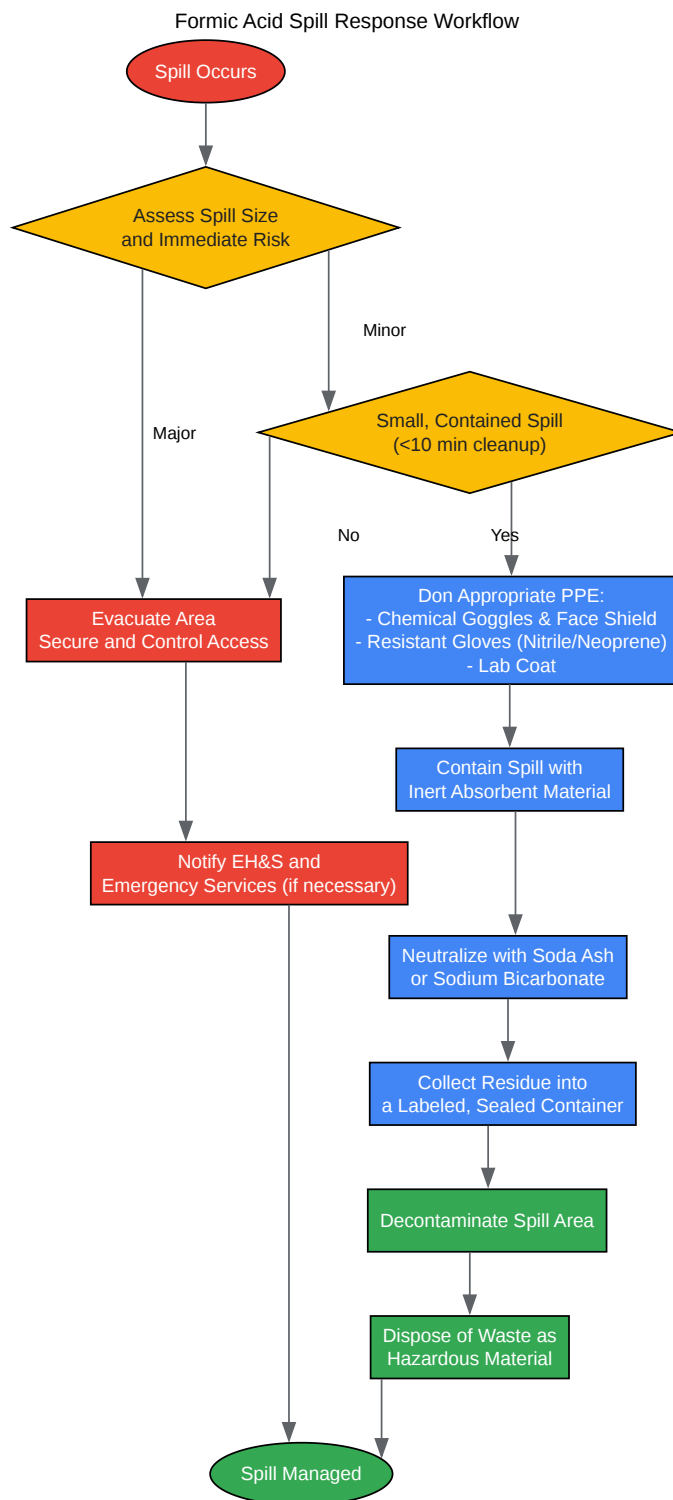 Formic Acid Spill Response Workflow
Spill Occurs
Assess Spill Size
and Immediate Risk
Minor
Small, Contained Spill
(<10 min cleanup)
Major
No
Yes
Evacuate Area
Secure and Control Access
Don Appropriate PPE:
- Chemical Goggles & Face Shield
- Resistant Gloves (Nitrile/Neoprene)
- Lab Coat
Contain Spill with
Inert Absorbent Material
Notify EH&S and
Emergency Services (if necessary)
Neutralize with Soda Ash
or Sodium Bicarbonate
Collect Residue into
a Labeled, Sealed Container
Decontaminate Spill Area
Dispose of Waste as
Hazardous Material
Spill Managed